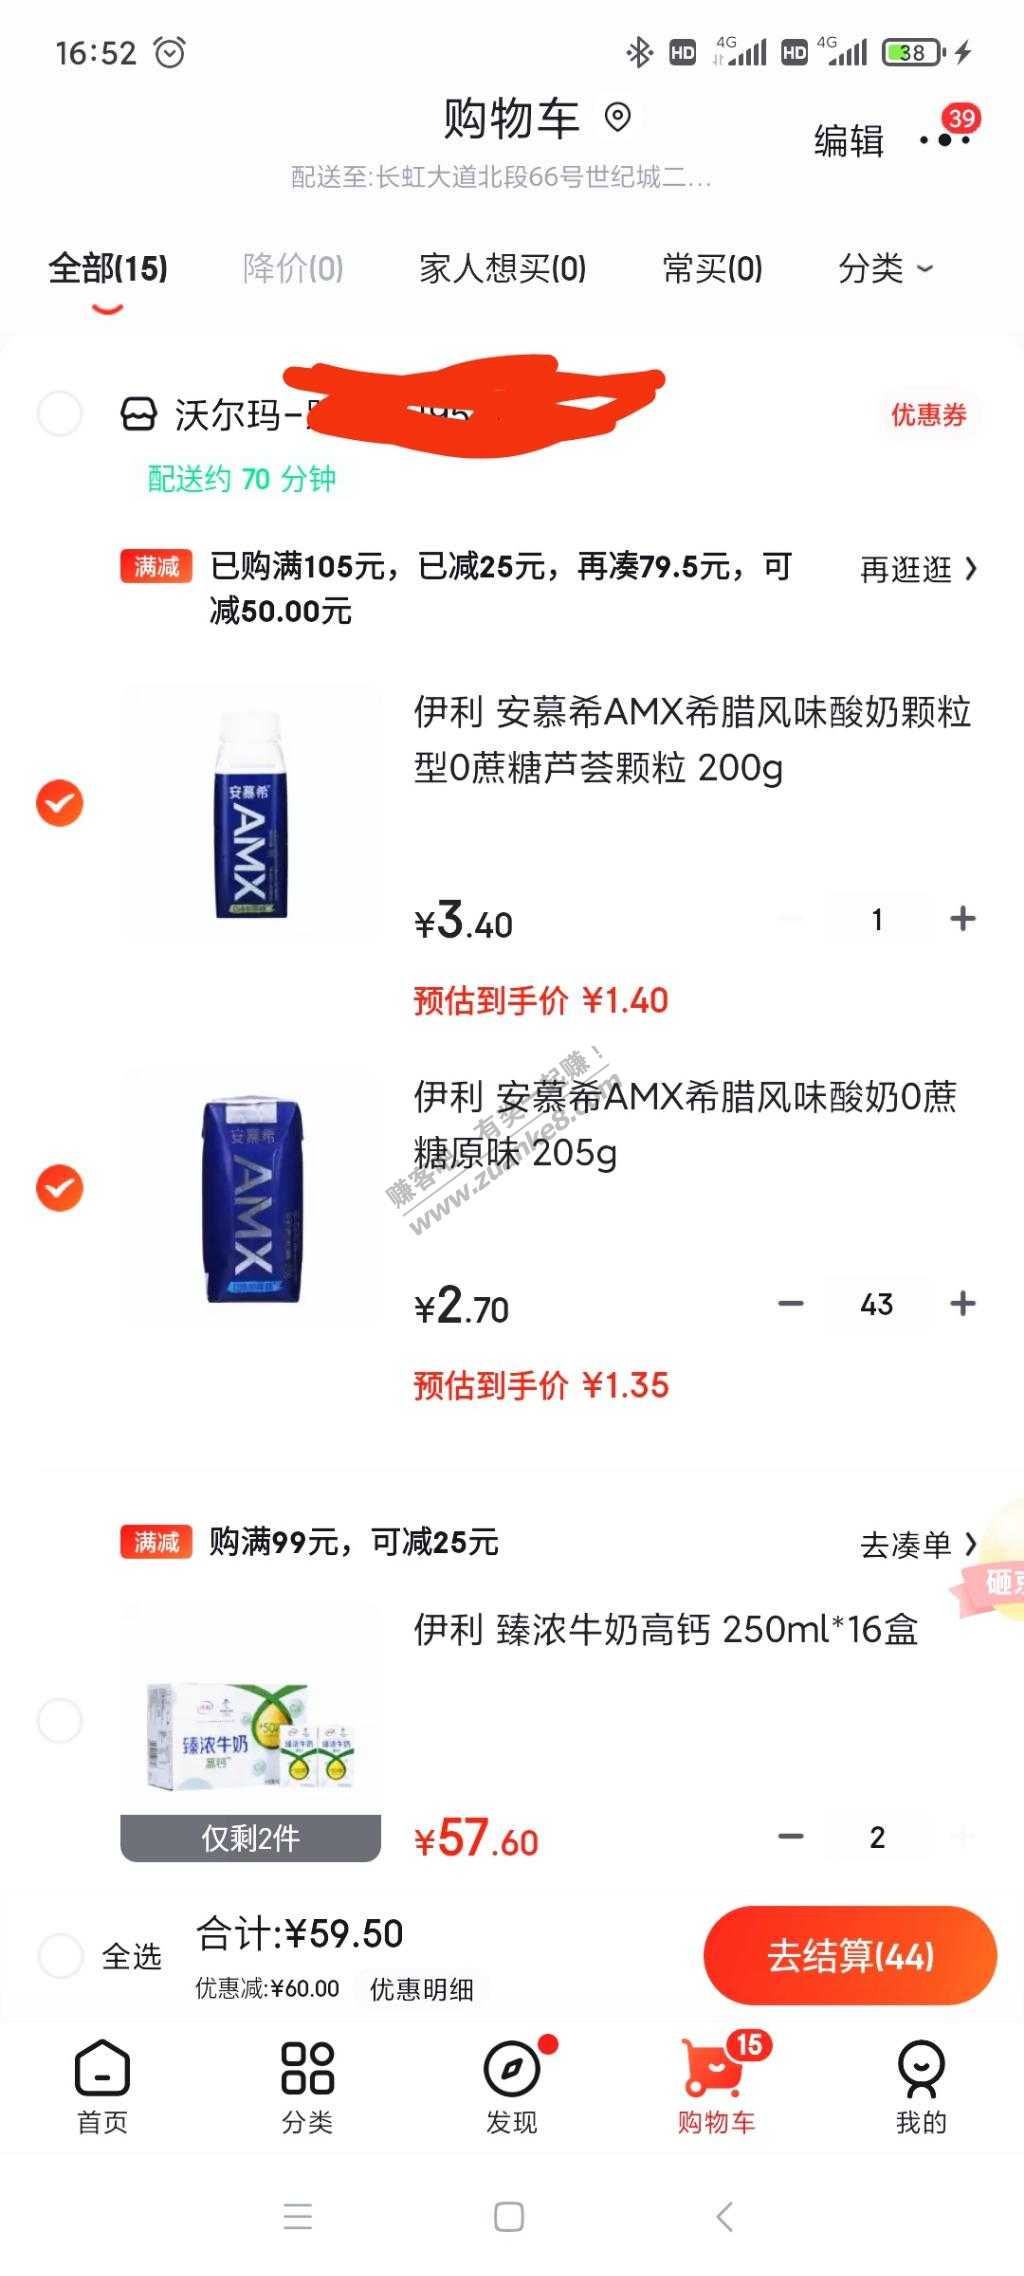 16:52
HD 4G HD 4G 38
购物车
编辑
39
配送至:长虹大道北段66号世纪城二...
全部(15) 降价(0) 家人想买(0) 常买(0) 分类
沃尔玛-
优惠券
配送约 70 分钟
满减 已购满105元，已减25元，再凑79.5元，可
减50.00元
再逛逛 >
伊利 安慕希AMX希腊风味酸奶颗粒
型0蔗糖芦荟颗粒 200g
安慕希
AMX
¥3.40
1 +
预估到手价 ¥1.40
伊利 安慕希AMX希腊风味酸奶0蔗
糖原味 205g
安慕希
AMX
赚客吧,有奖一起赚!
www.zuanke8.com
¥2.70
− 43 +
预估到手价 ¥1.35
满减 购满99元，可减25元
去凑单 >
砸京
伊利 臻浓牛奶高钙 250ml*16盒
臻浓牛奶
高钙
仅剩2件
¥57.60
− 2 +
全选
合计:¥59.50
优惠减:¥60.00 优惠明细
去结算(44)
15
首页 分类 发现 购物车 我的